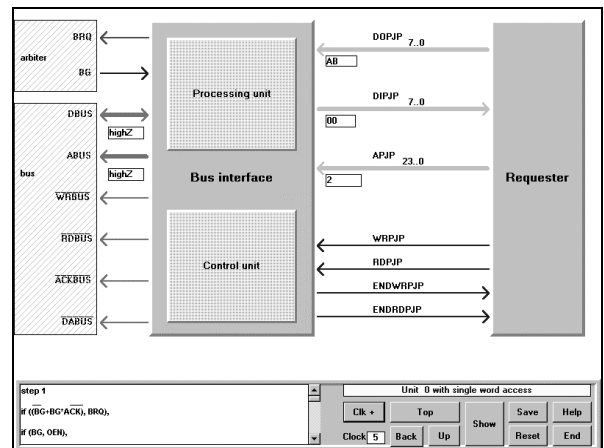 BRQ
arbiter
BG
DBUS
highZ
ABUS
highZ
bus
WRBUS
RDBUS
ACKBUS
DABUS
Processing unit
Bus interface
Control unit
DOPJP
7..0
AB
DIPJP
7..0
00
APJP
23..0
2
WRPJP
RDPJP
ENDWRPJP
ENDRDPJP
Requester
step 1
if ((B̅G̅+BG*A̅C̅K̅), BRQ),
if (BG, OEN),
Unit 0 with single word access
Clk +
Top
Show
Save
Help
Clock 5
Back
Up
Reset
End